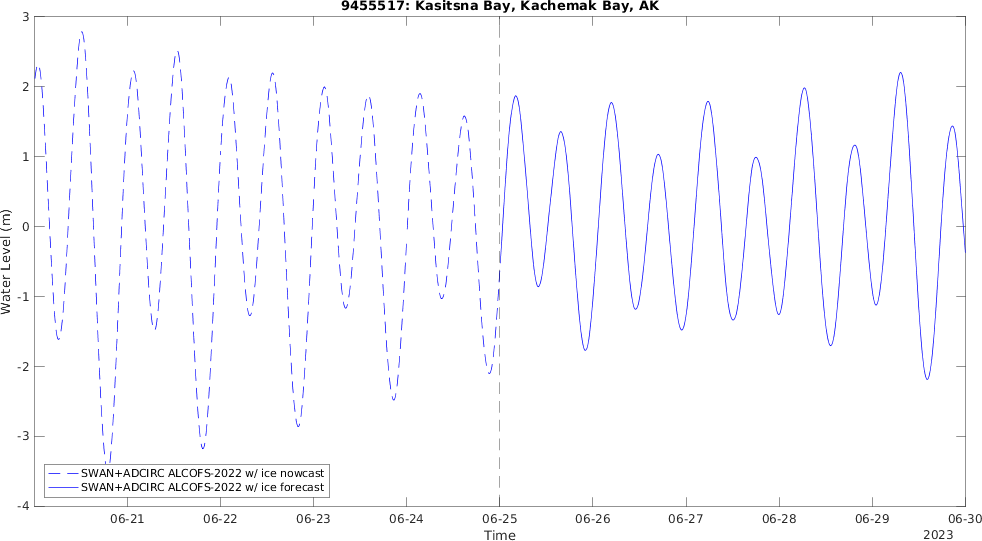 9455517: Kasitsna Bay, Kachemak Bay, AK
3
2
1
0
-1
-2
-3
-4
Water Level (m)
SWAN+ADCIRC ALCOFS-2022 w/ ice nowcast
SWAN+ADCIRC ALCOFS-2022 w/ ice forecast
06-21 06-22 06-23 06-24 06-25 06-26 06-27 06-28 06-29 06-30
Time
2023